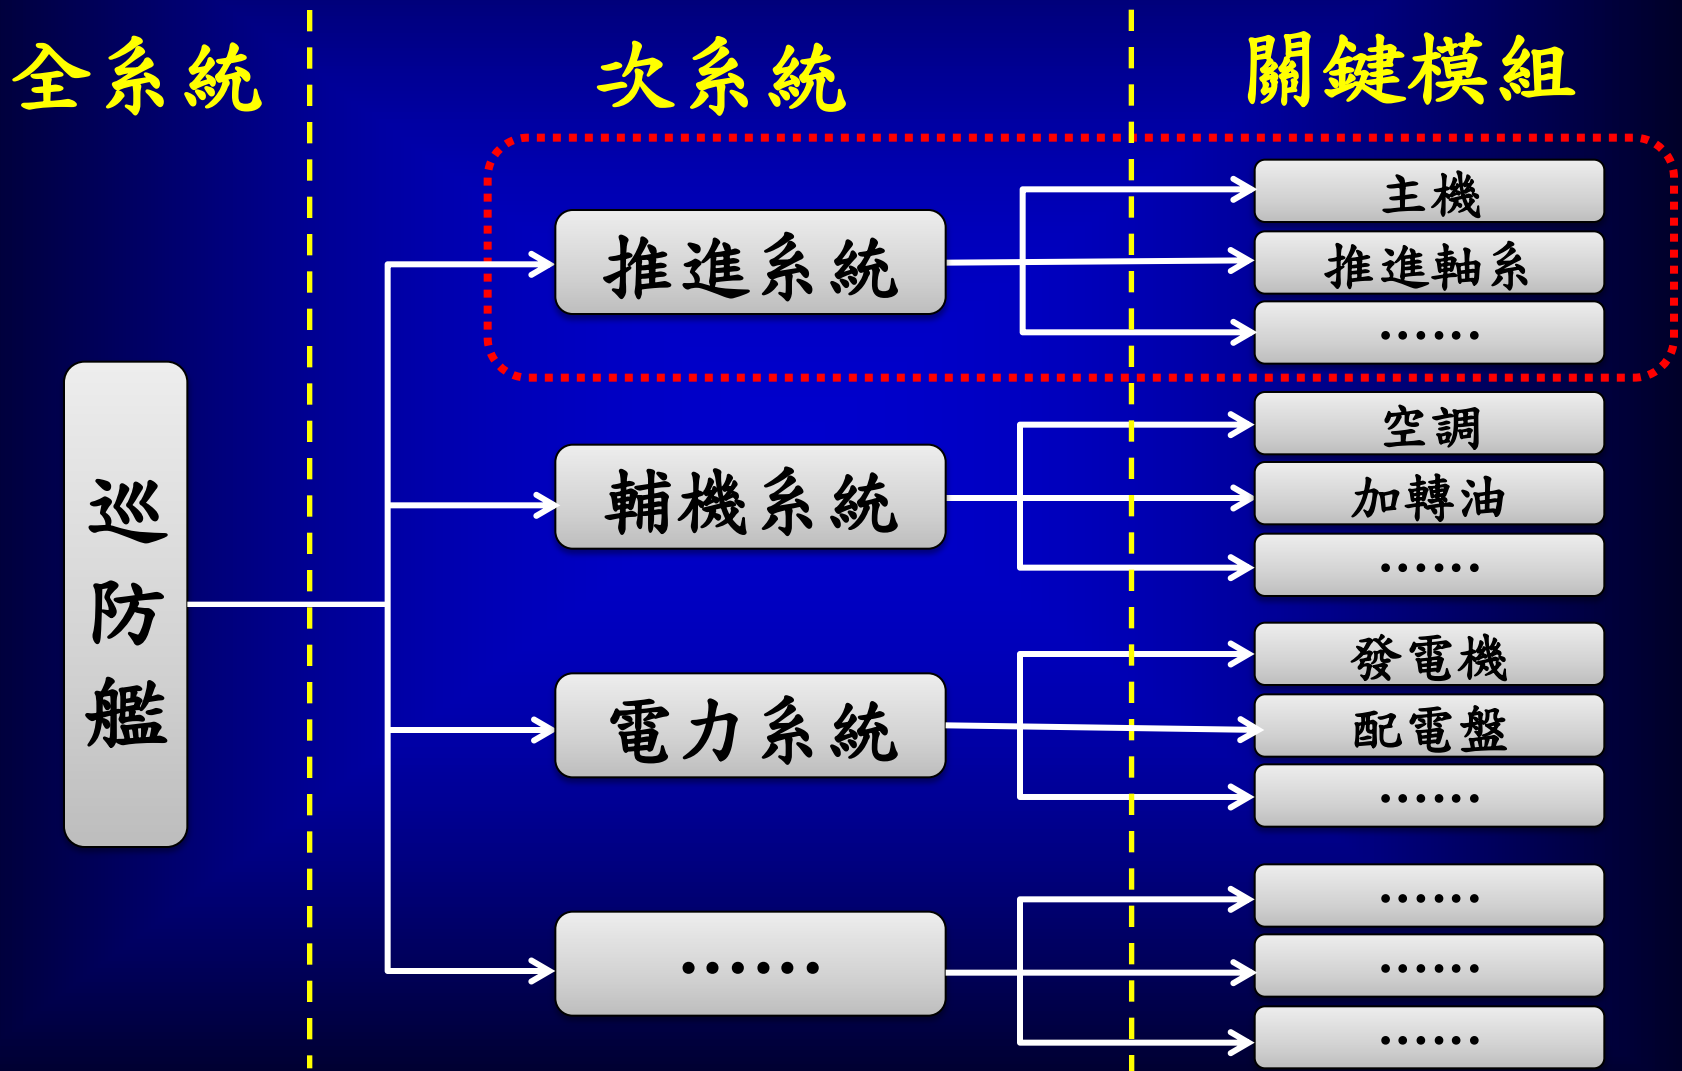 全系統
次系統
關鍵模組
巡防艦
推進系統
主機
推進軸系
......
輔機系統
空調
加轉油
......
電力系統
發電機
配電盤
......
......
......
......
......